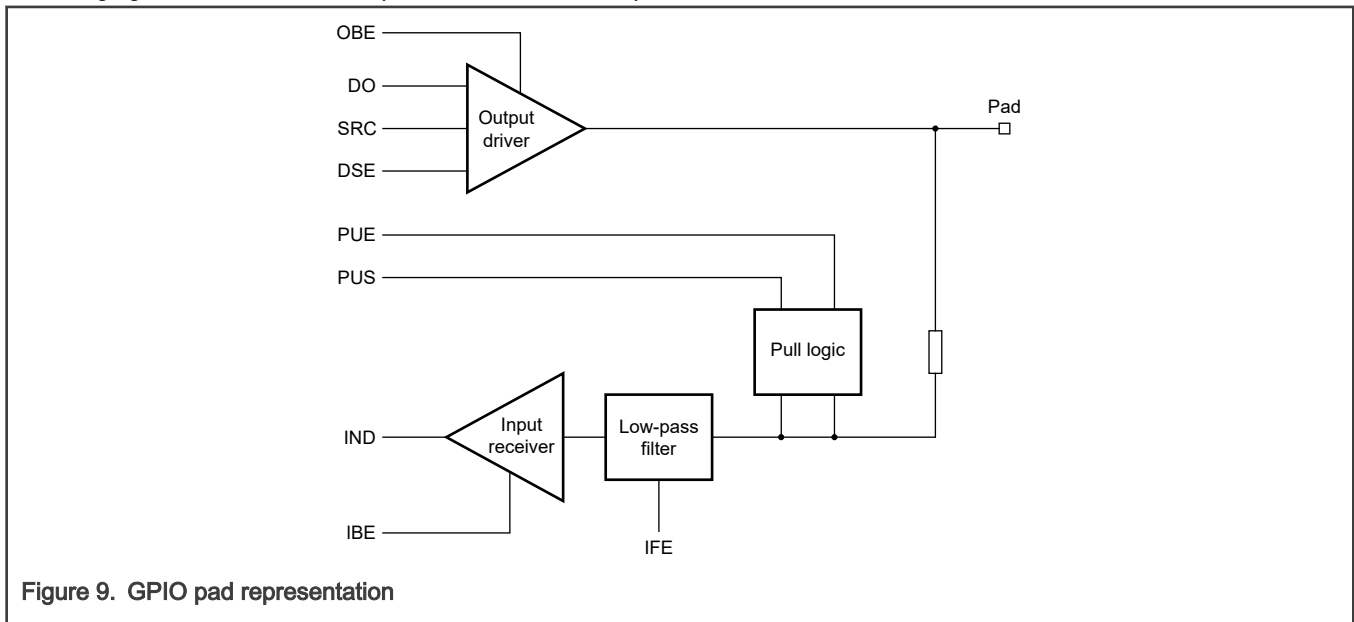 OBE
DO
SRC
DSE
Output
driver
Pad
PUE
PUS
Pull logic
IND
Input
receiver
Low-pass
filter
IBE
IFE
Figure 9. GPIO pad representation